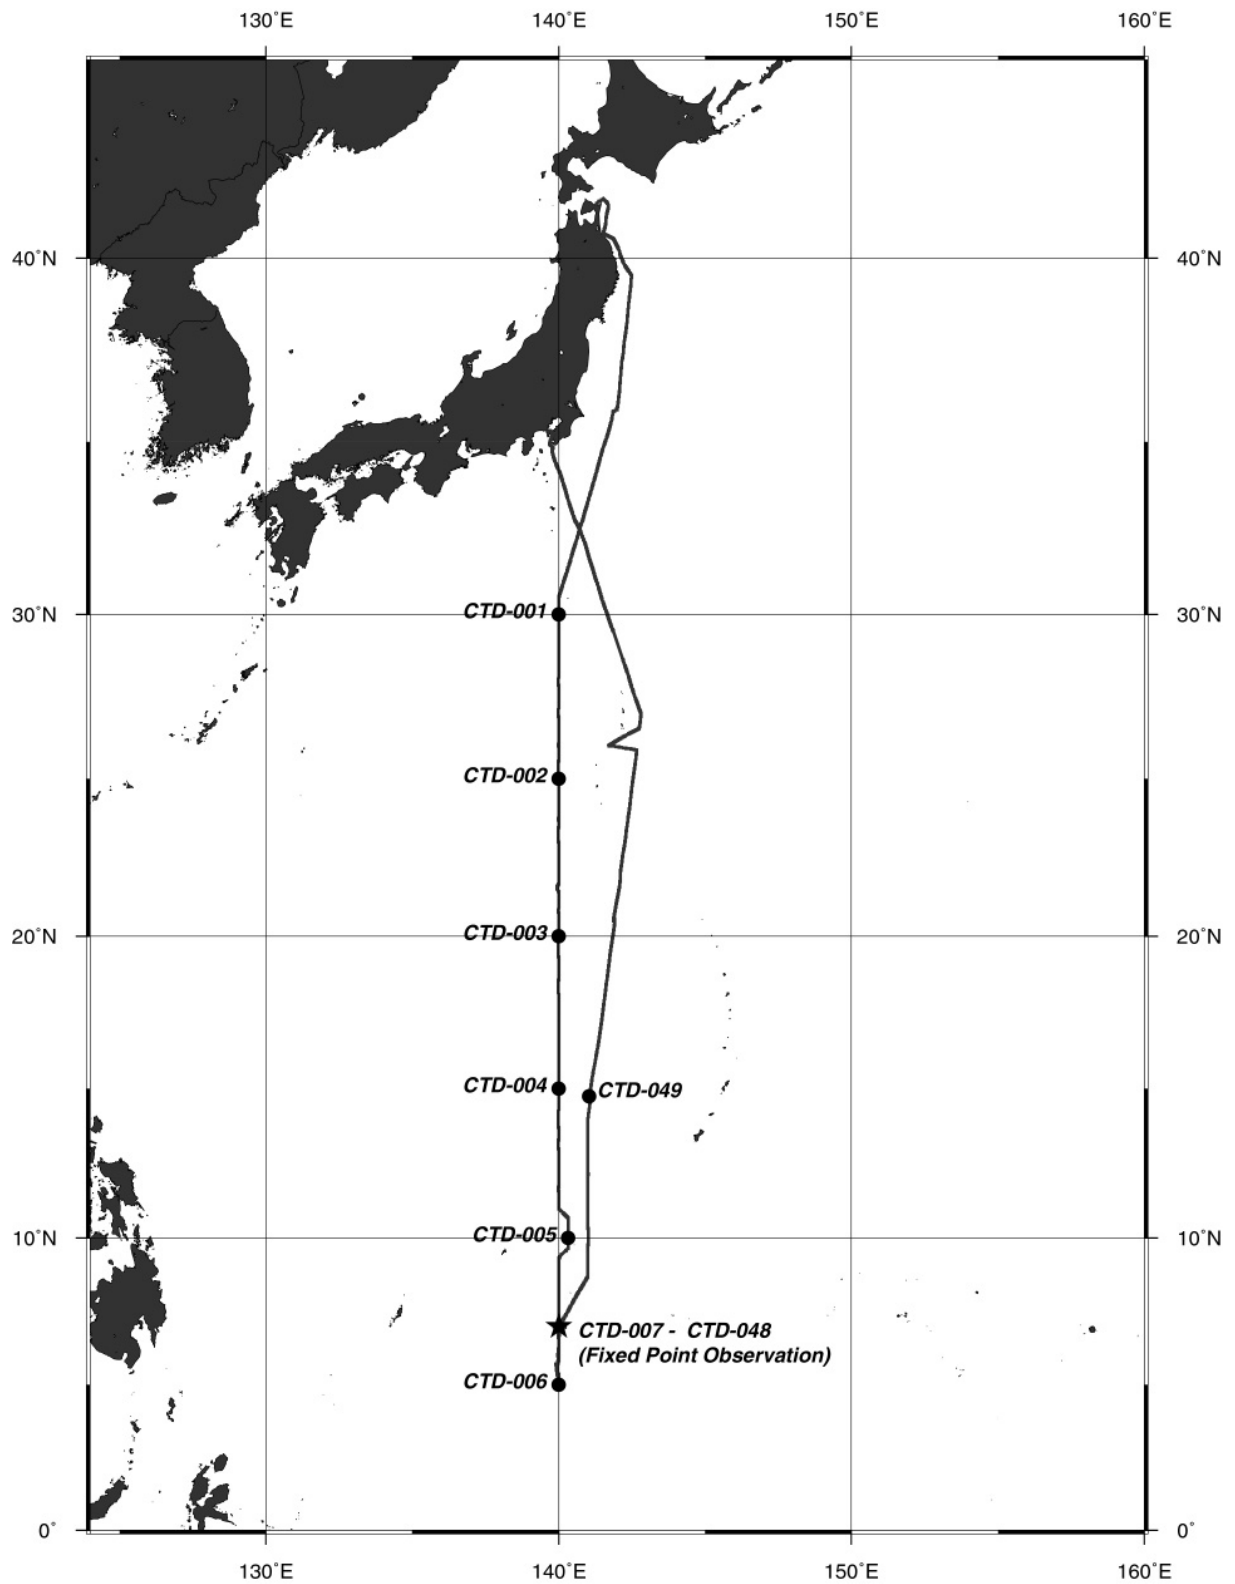 130°E 140°E 150°E 160°E
40°N 40°N
CTD-001
30°N 30°N
CTD-002
CTD-003
20°N 20°N
CTD-004
CTD-049
CTD-005
10°N 10°N
CTD-007 - CTD-048
(Fixed Point Observation)
CTD-006
0° 0°
130°E 140°E 150°E 160°E